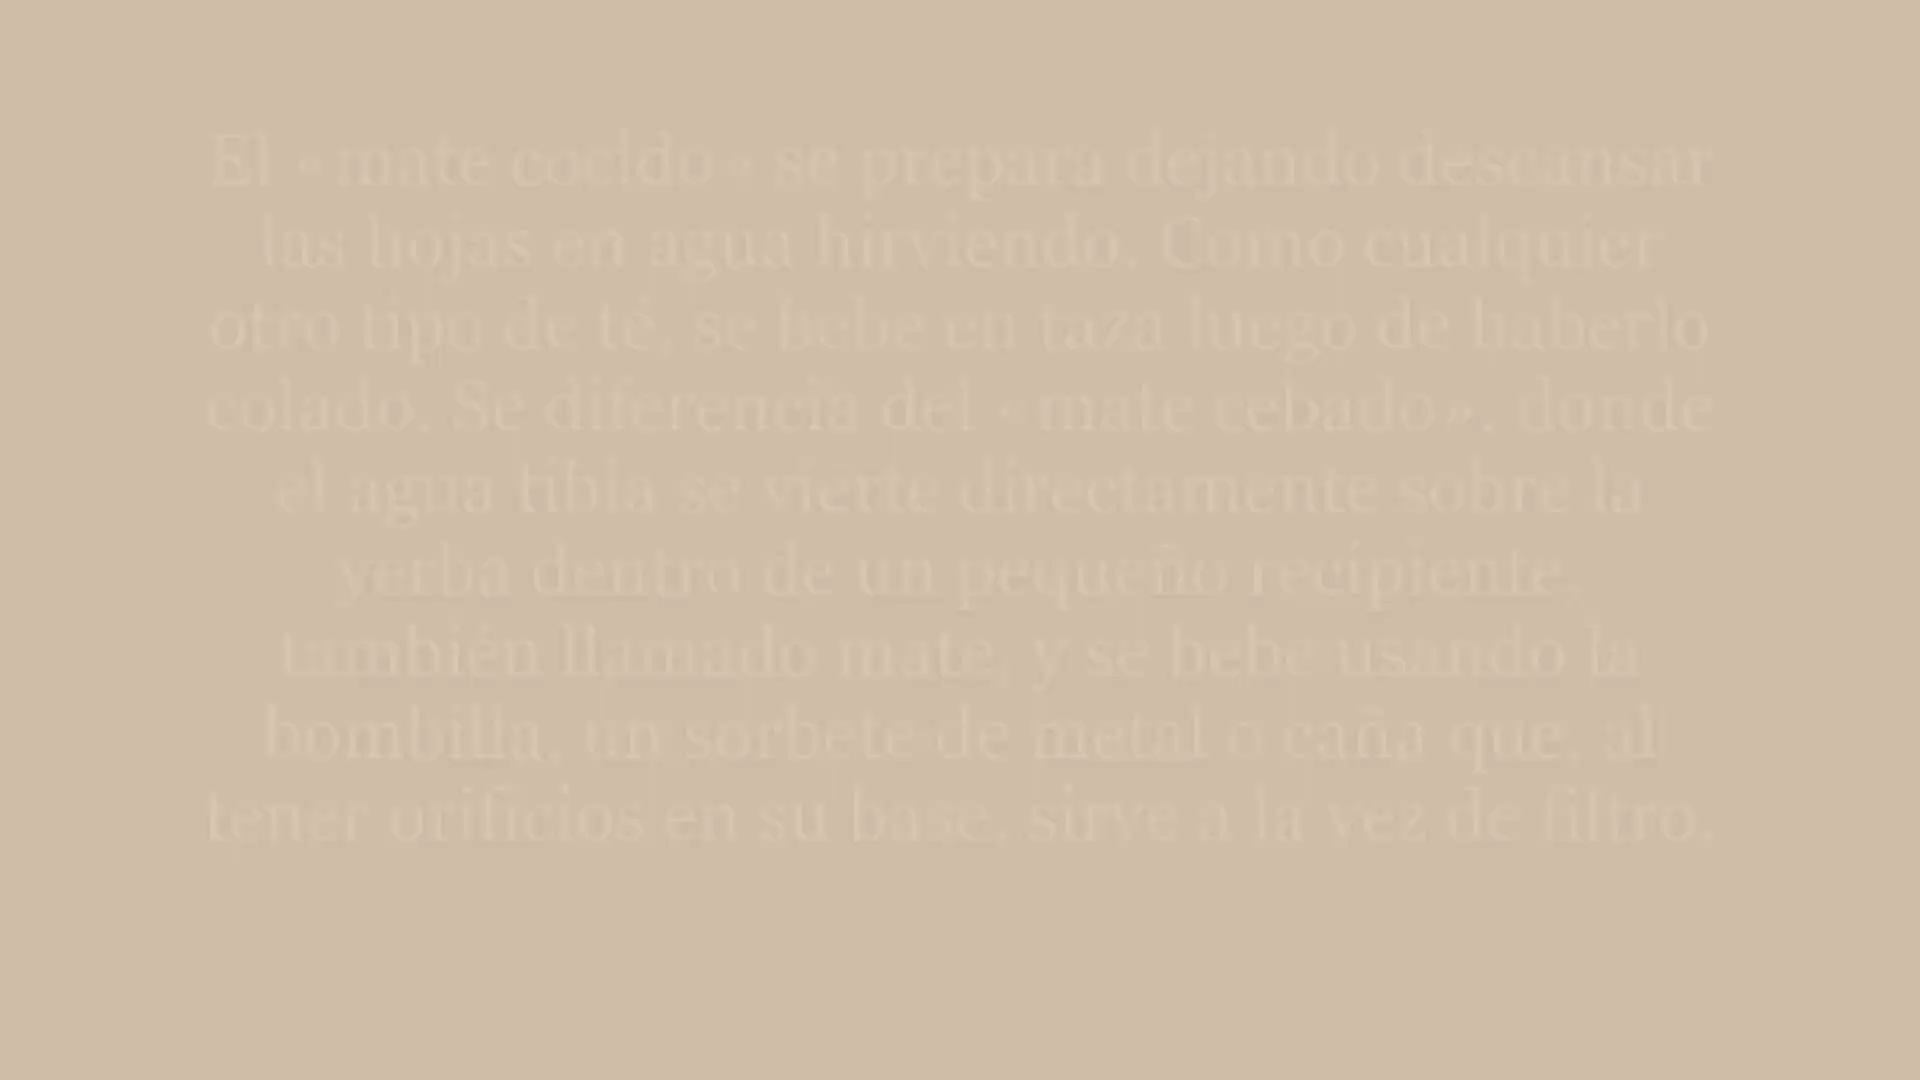 El «mate cocido» se prepara dejando descansar
las hojas en agua hirviendo. Como cualquier
otro tipo de té, se bebe en taza luego de haberlo
colado. Se diferencia del «mate cebado», donde
el agua tibia se vierte directamente sobre la
yerba dentro de un pequeño recipiente,
también llamado mate, y se bebe usando la
bombilla, un sorbete de metal o caña que, al
tener orificios en su base, sirve a la vez de filtro.